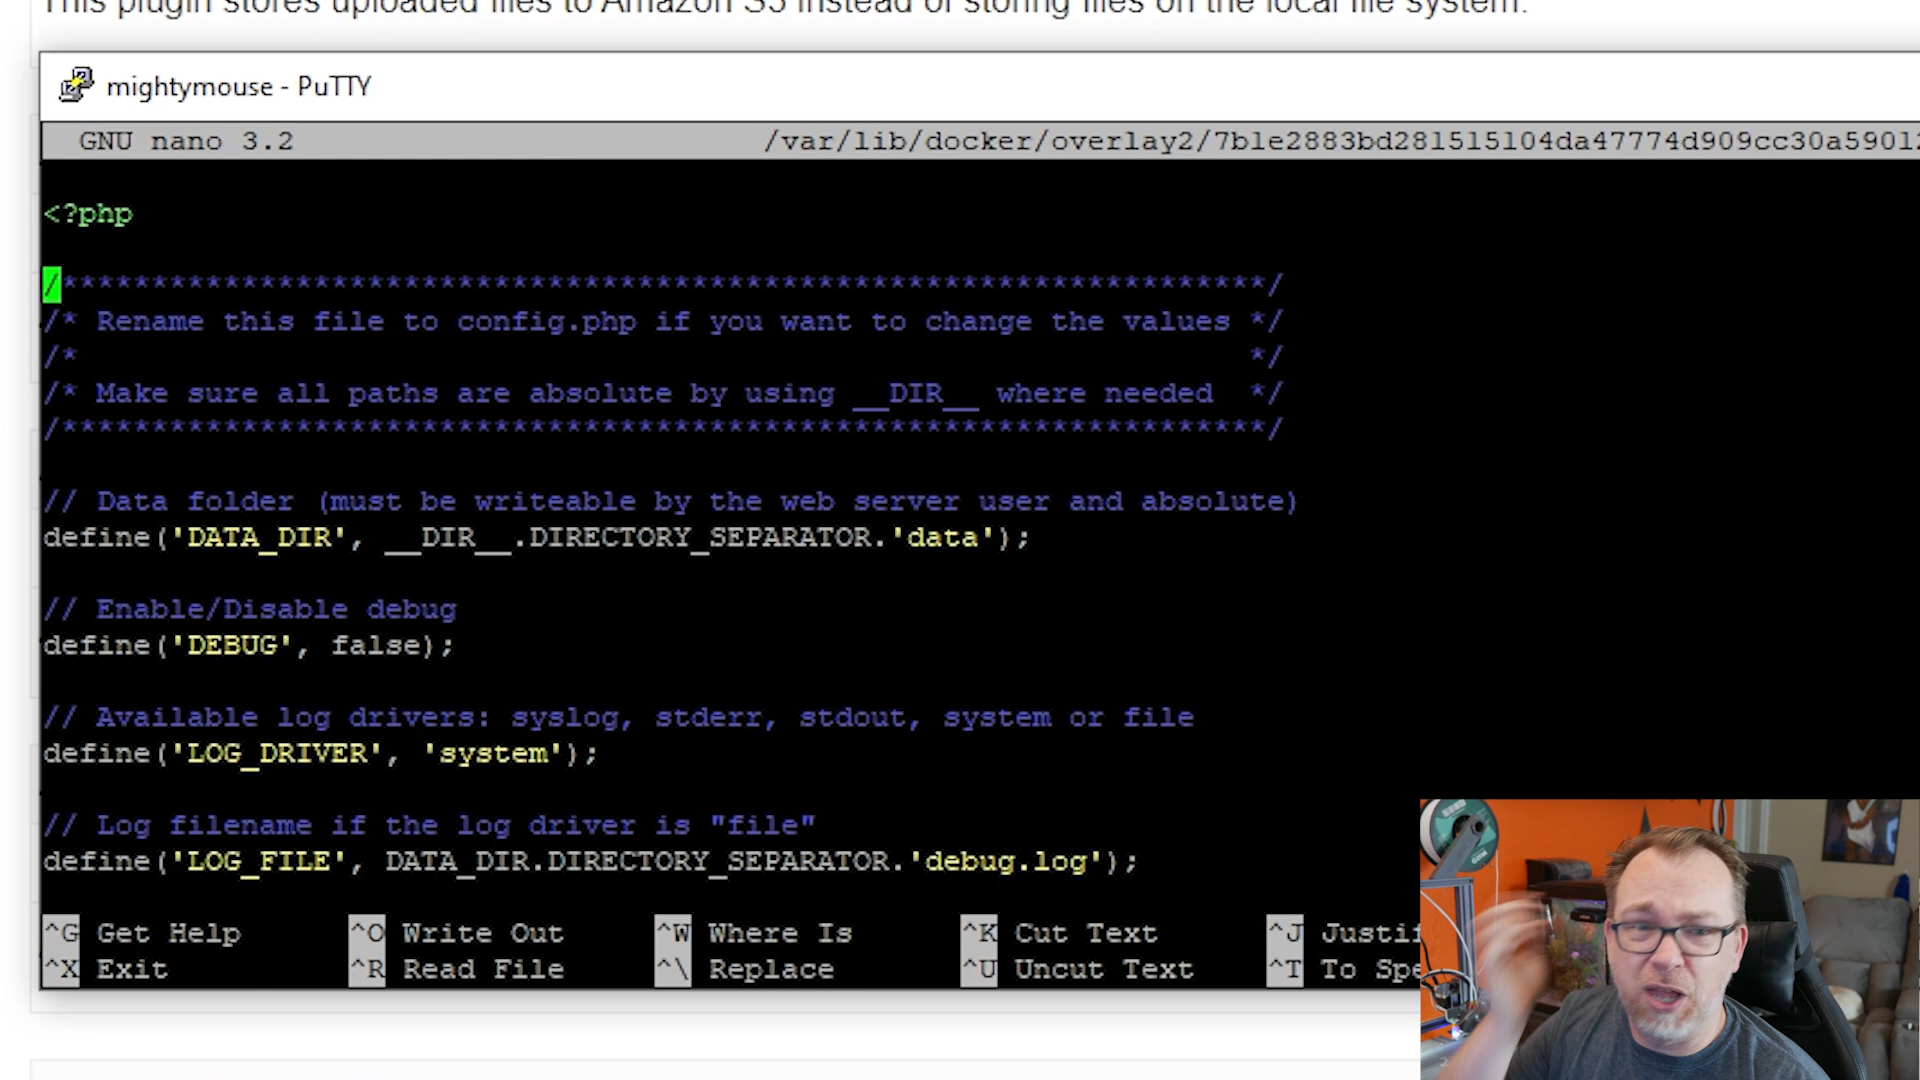 This plugin stores uploaded files to Amazon S3 instead of storing files on the local file system.
mightymouse - PuTTY
GNU nano 3.2 /var/lib/docker/overlay2/7b1e2883bd281515104da47774d909cc30a59012
<?php
/*******************************************************************/
/* Rename this file to config.php if you want to change the values */
/* */
/* Make sure all paths are absolute by using __DIR__ where needed */
/*******************************************************************/
// Data folder (must be writeable by the web server user and absolute)
define('DATA_DIR', __DIR__.DIRECTORY_SEPARATOR.'data');
// Enable/Disable debug
define('DEBUG', false);
// Available log drivers: syslog, stderr, stdout, system or file
define('LOG_DRIVER', 'system');
// Log filename if the log driver is "file"
define('LOG_FILE', DATA_DIR.DIRECTORY_SEPARATOR.'debug.log');
^G Get Help ^O Write Out ^W Where Is ^K Cut Text ^J Justif
^X Exit ^R Read File ^\ Replace ^U Uncut Text ^T To Spe